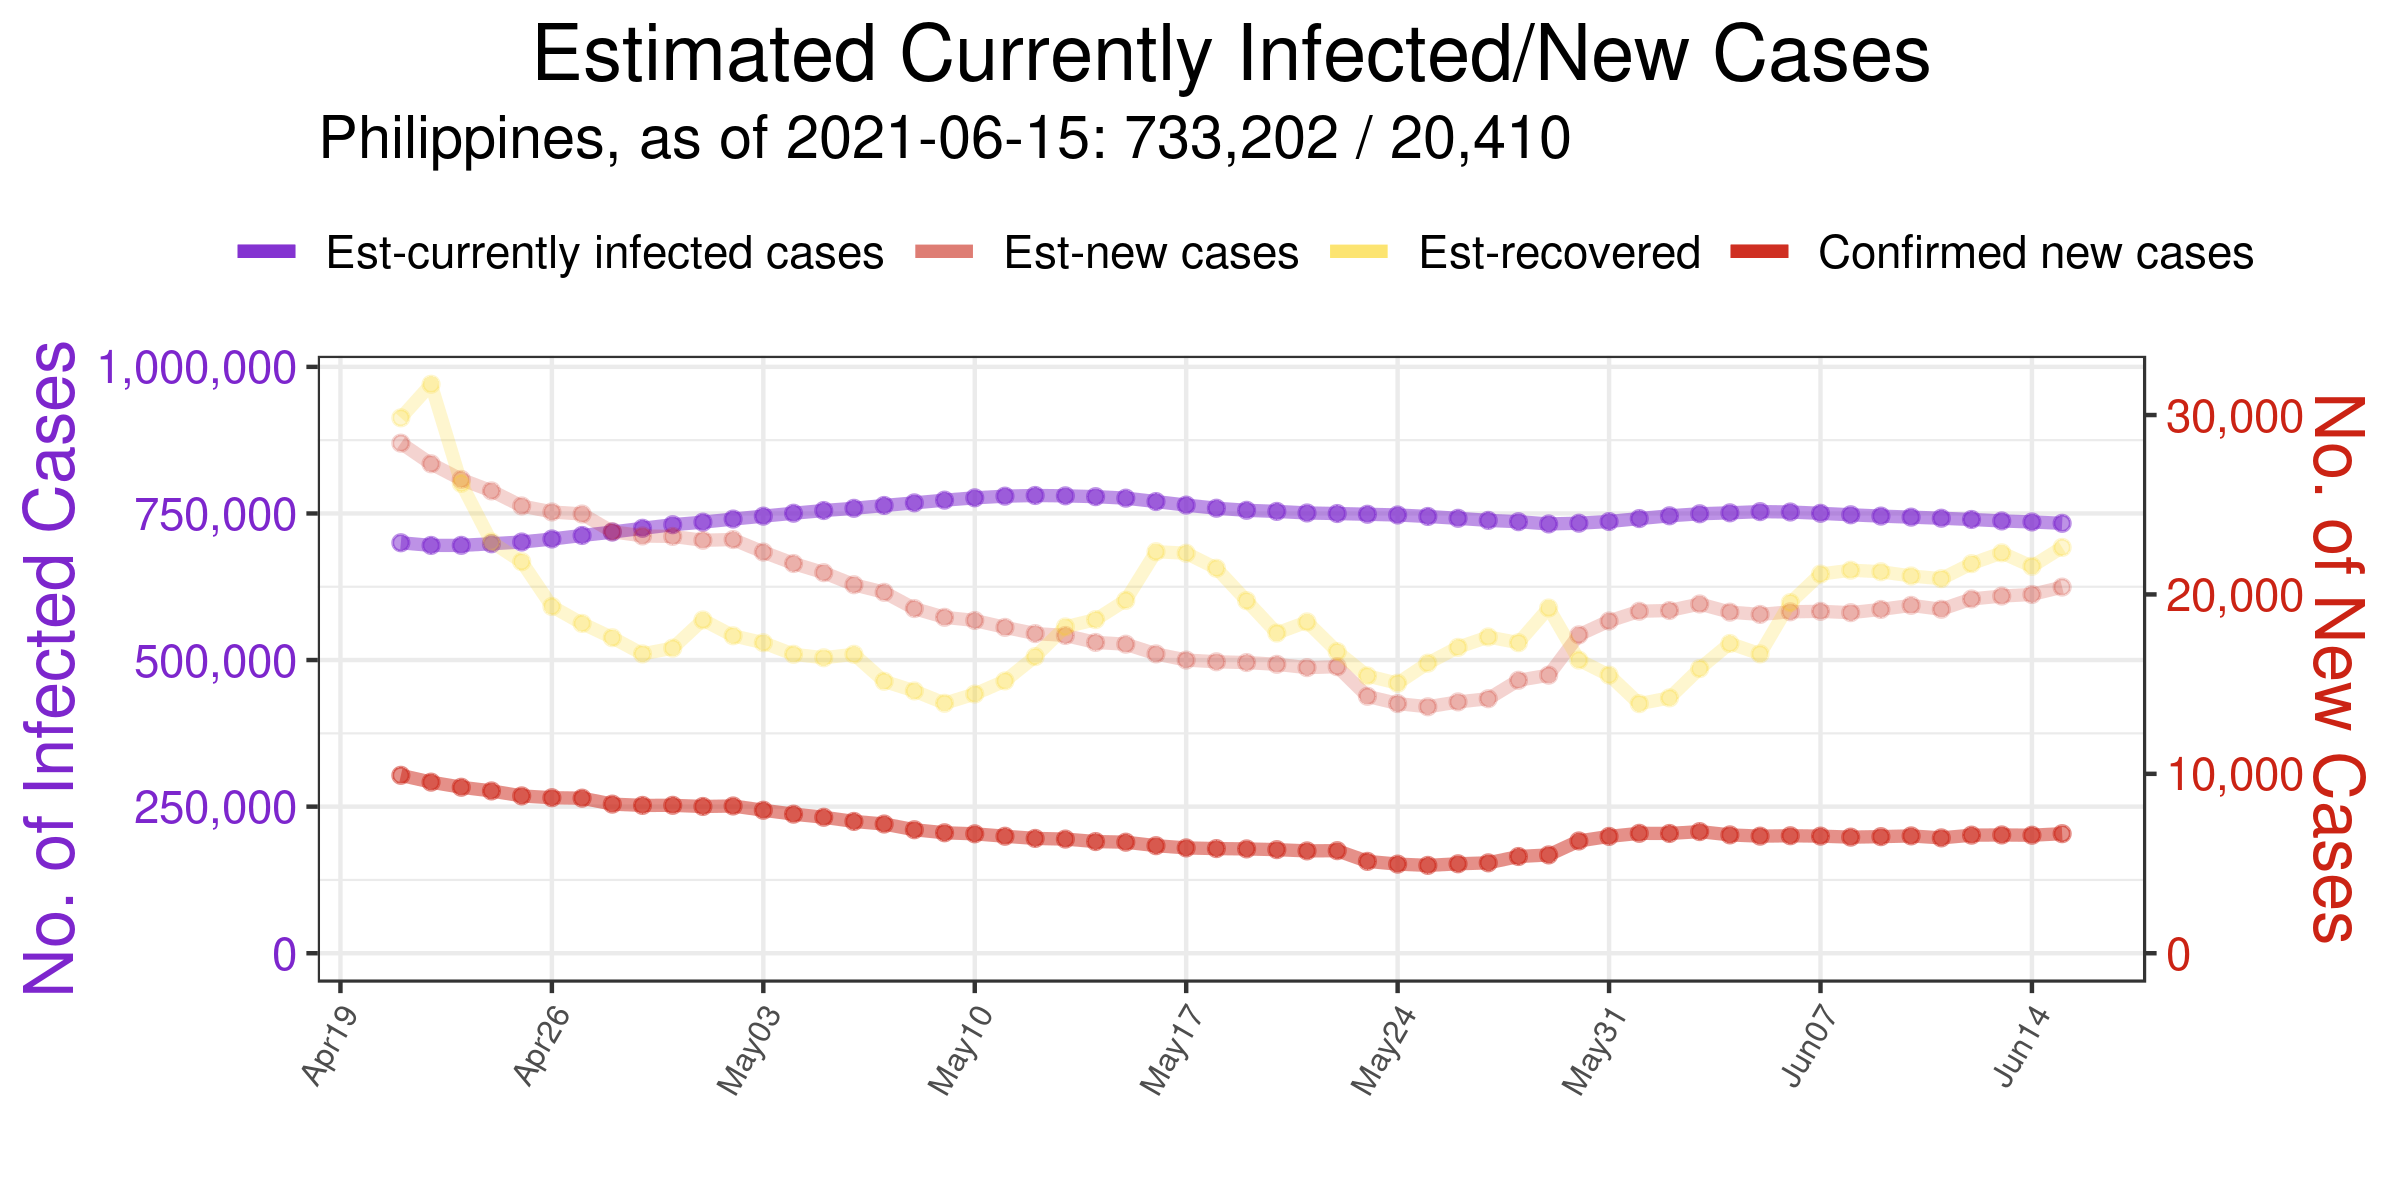 Estimated Currently Infected/New Cases
Philippines, as of 2021-06-15: 733,202 / 20,410
Est-currently infected cases Est-new cases Est-recovered Confirmed new cases
No. of Infected Cases
1,000,000
750,000
500,000
250,000
0
30,000
20,000
10,000
0
No. of New Cases
Apr19 Apr26 May03 May10 May17 May24 May31 Jun07 Jun14